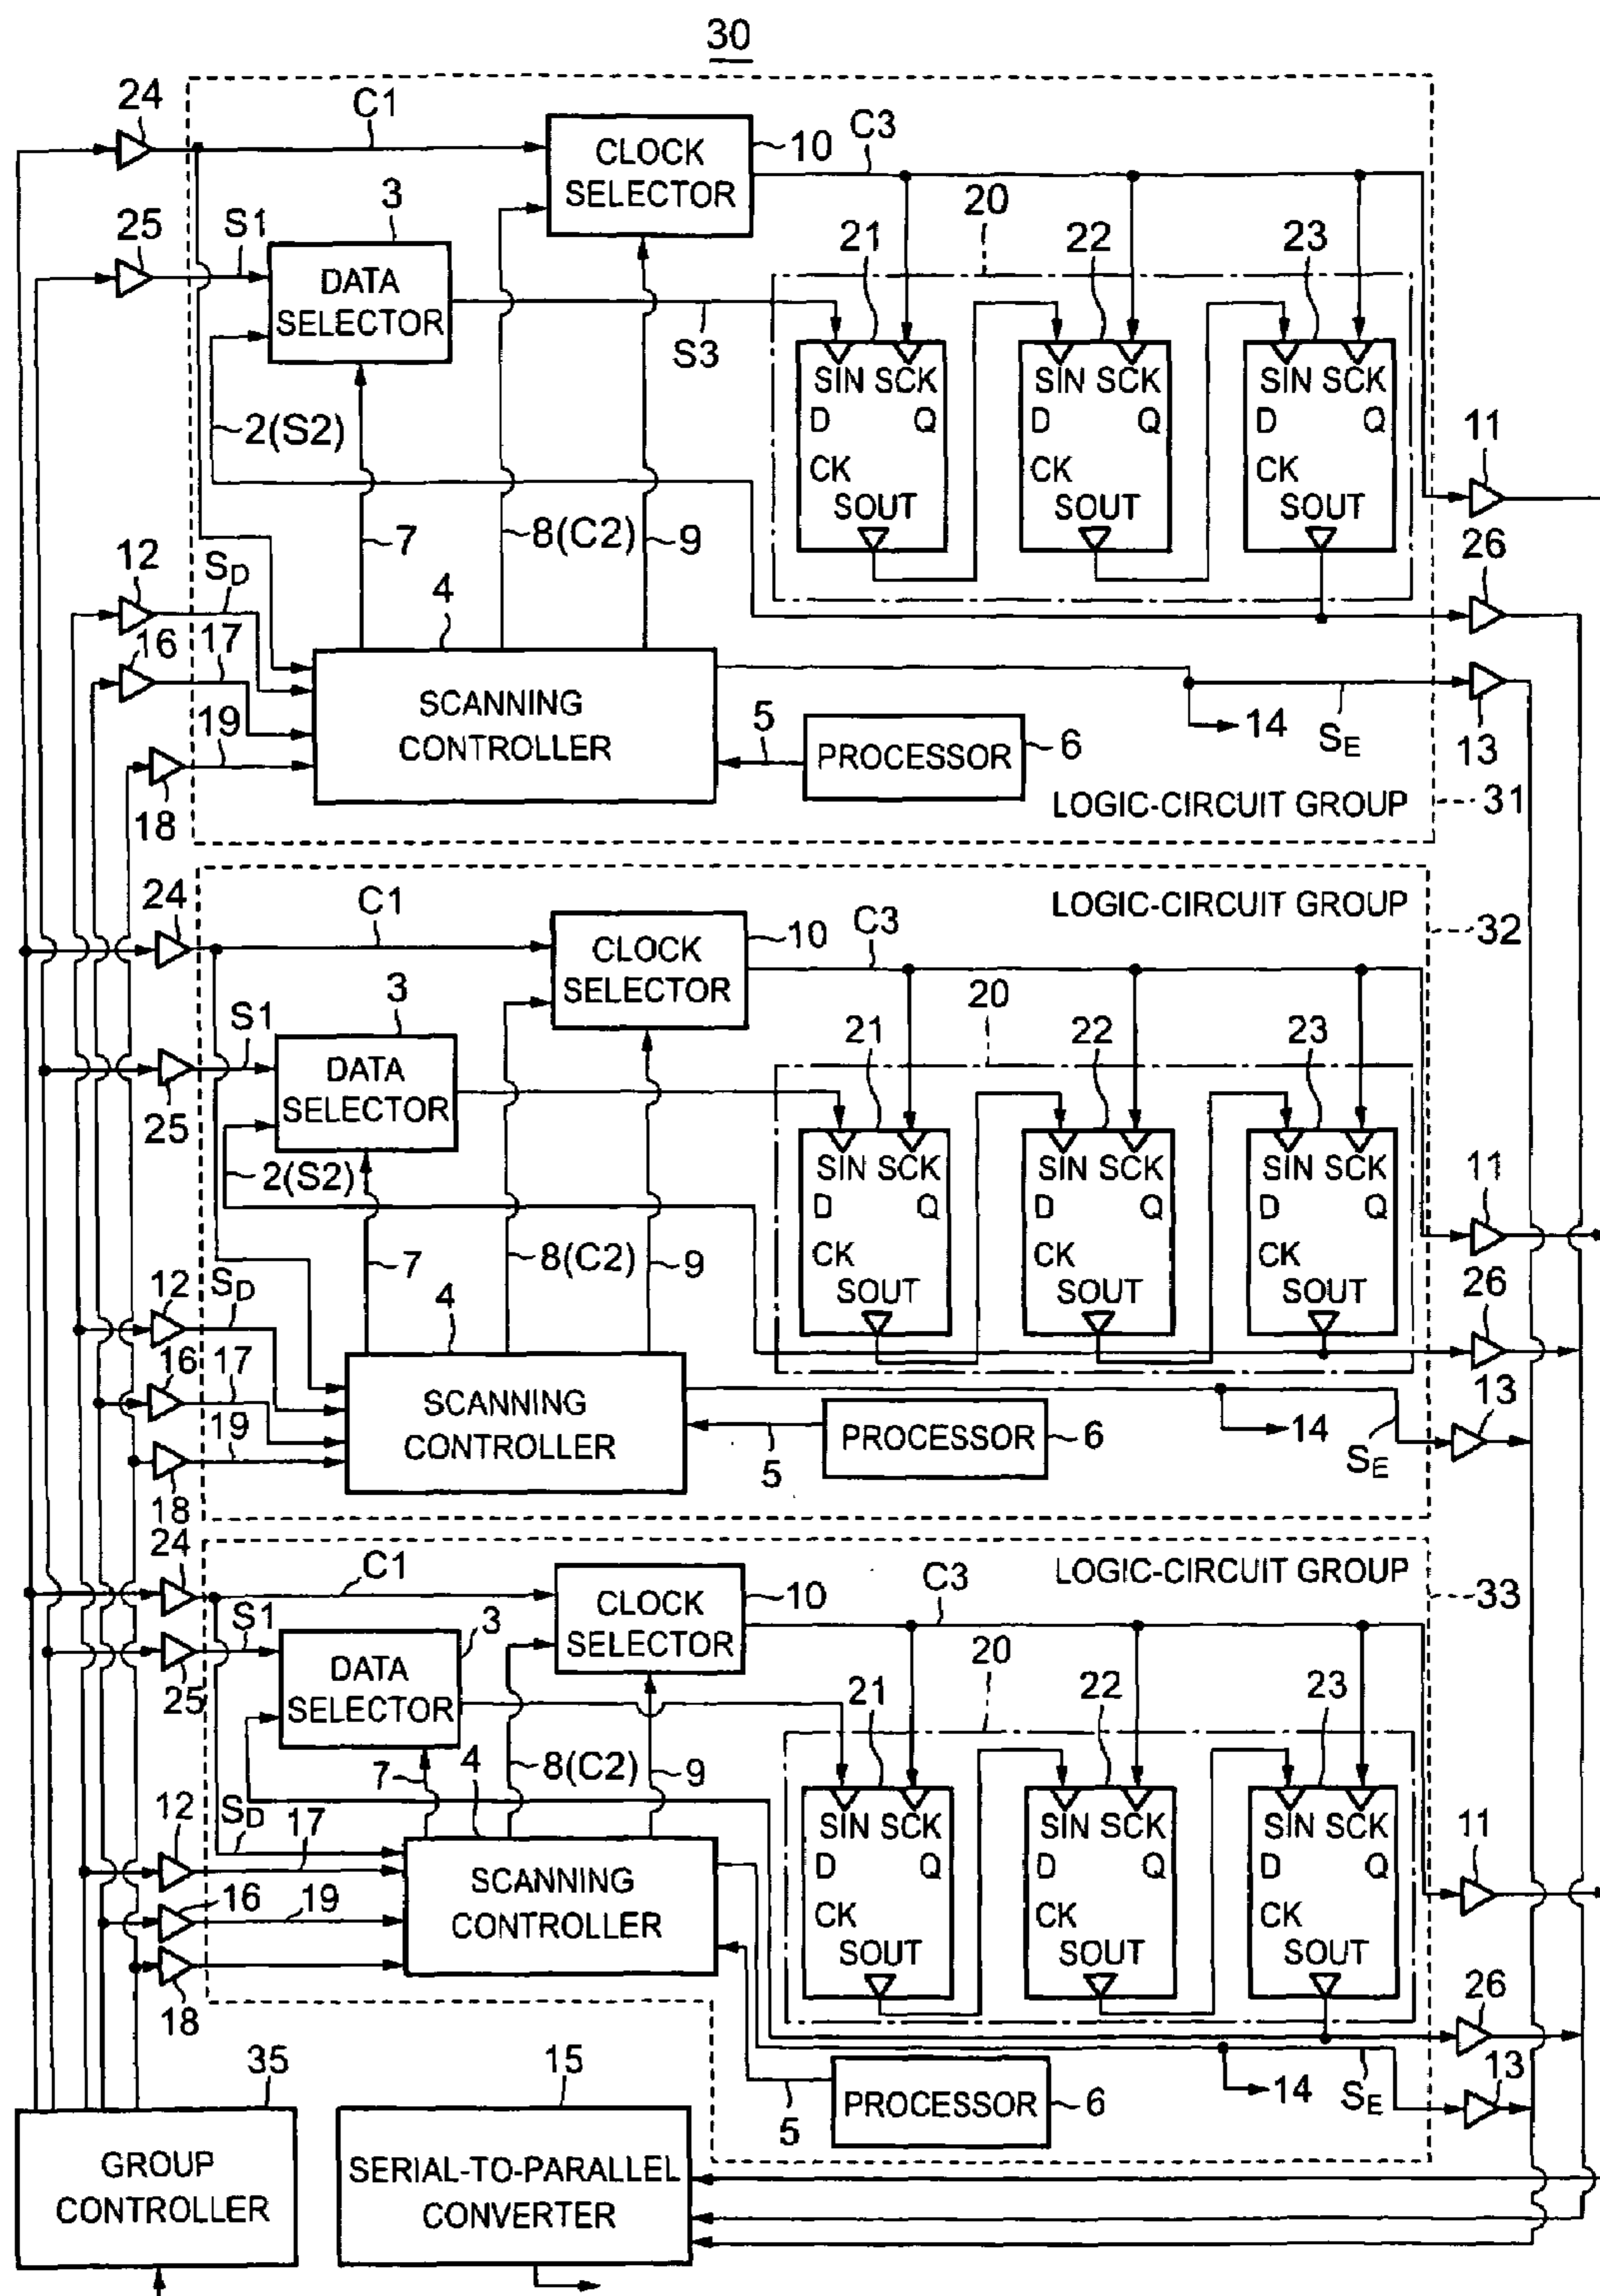 30
24
C1
CLOCK
SELECTOR
10
C3
25
S1
3
DATA
SELECTOR
20
21
22
23
S3
SIN SCK
D Q
CK
SOUT
SIN SCK
D Q
CK
SOUT
SIN SCK
D Q
CK
SOUT
2(S2)
11
7
8(C2)
9
12
SD
26
16
17
4
SCANNING
CONTROLLER
19
5
PROCESSOR
6
14
SE
13
18
LOGIC-CIRCUIT GROUP
31
24
C1
CLOCK
SELECTOR
10
C3
LOGIC-CIRCUIT GROUP
32
S1
3
DATA
SELECTOR
20
21
22
23
25
SIN SCK
D Q
CK
SOUT
SIN SCK
D Q
CK
SOUT
SIN SCK
D Q
CK
SOUT
2(S2)
11
7
8(C2)
9
12
SD
26
4
16
17
SCANNING
CONTROLLER
19
5
PROCESSOR
6
14
SE
13
18
24
C1
CLOCK
SELECTOR
10
C3
LOGIC-CIRCUIT GROUP
33
S1
3
DATA
SELECTOR
20
25
21
22
23
7
4
8(C2)
9
SIN SCK
D Q
CK
SOUT
SIN SCK
D Q
CK
SOUT
SIN SCK
D Q
CK
SOUT
12
SD
17
11
16
19
SCANNING
CONTROLLER
18
26
5
PROCESSOR
6
14
SE
13
35
GROUP
CONTROLLER
15
SERIAL-TO-PARALLEL
CONVERTER